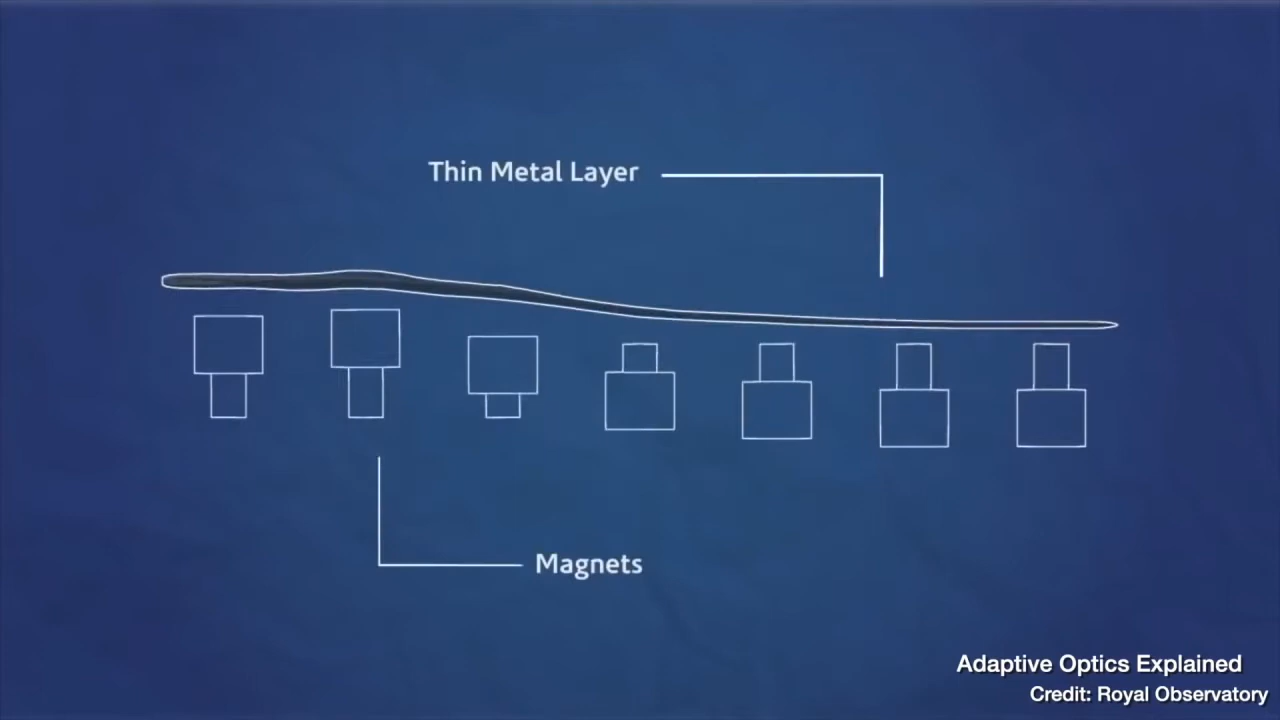 Thin Metal Layer
Magnets
Adaptive Optics Explained
Credit: Royal Observatory